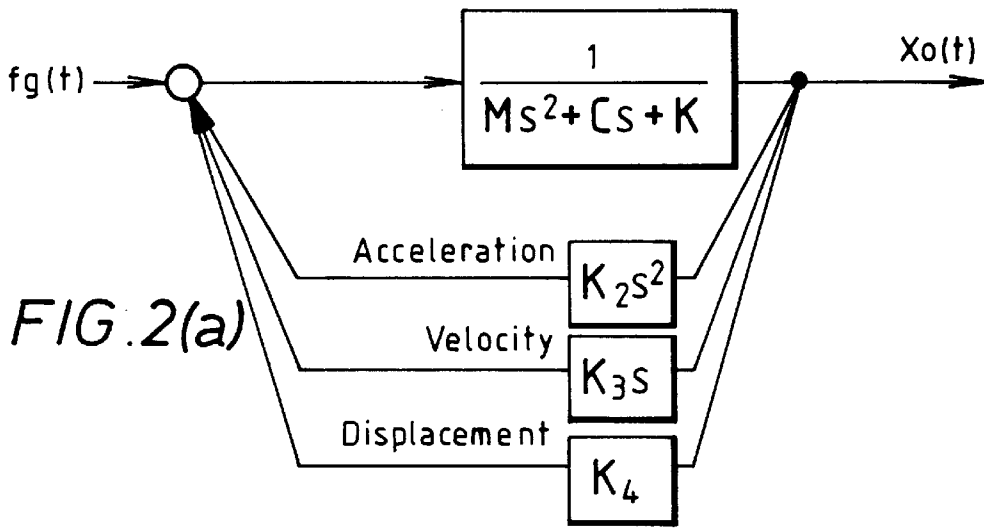 fg(t)
1
Ms²+Cs+K
Xo(t)
Acceleration
K₂s²
FIG.2(a)
Velocity
K₃s
Displacement
K₄